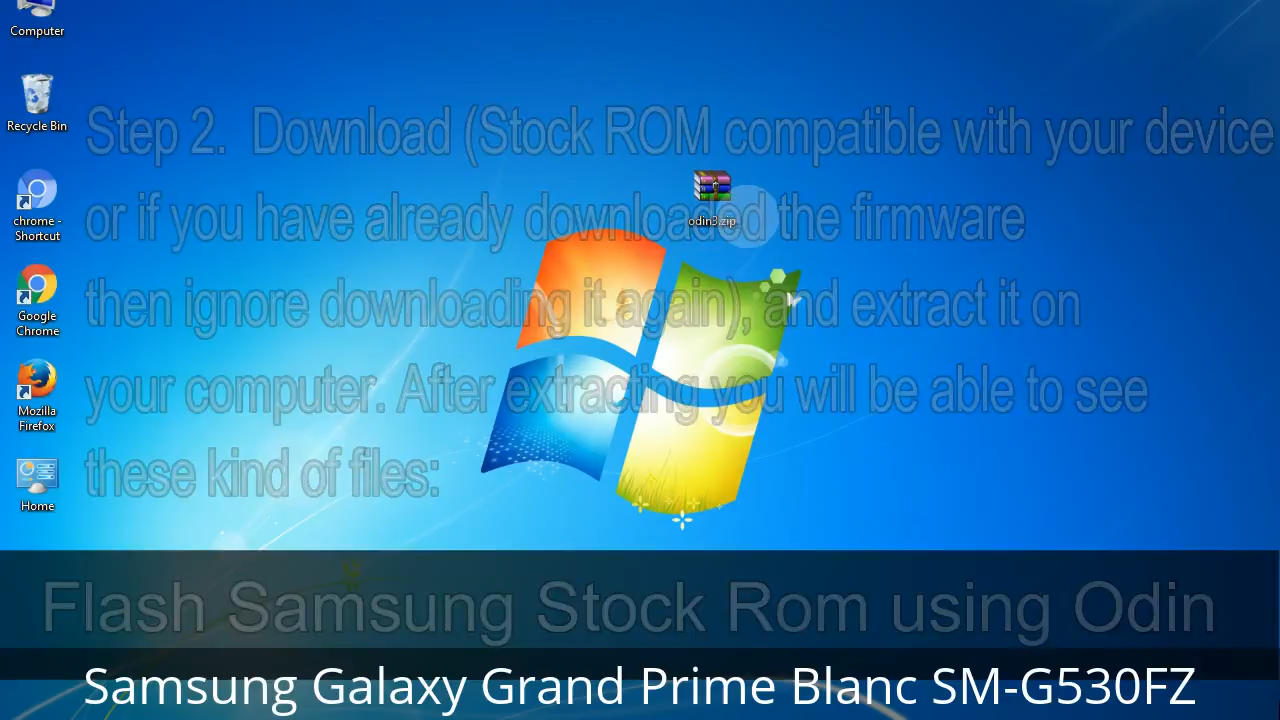 Computer
Recycle Bin
chrome -
Shortcut
Google
Chrome
Mozilla
Firefox
Home
odin3.zip
Step 2.  Download (Stock ROM compatible with your device
or if you have already downloaded the firmware
then ignore downloading it again), and extract it on
your computer. After extracting you will be able to see
these kind of files:
Flash Samsung Stock Rom using Odin
Samsung Galaxy Grand Prime Blanc SM-G530FZ